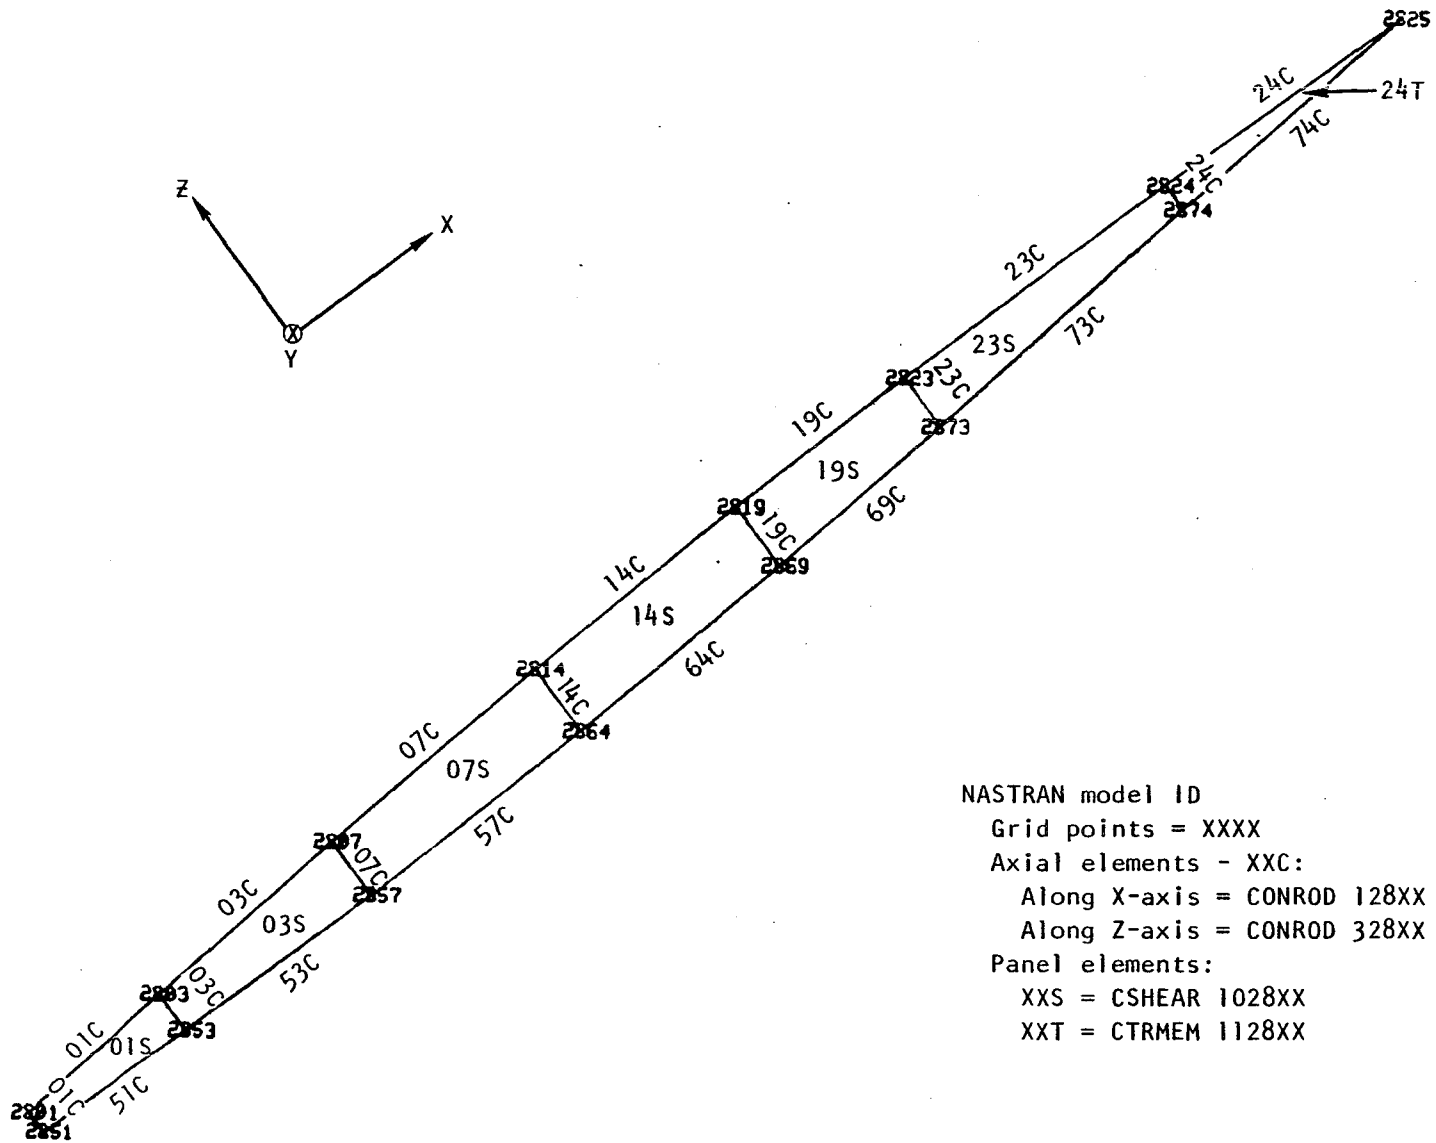 2825
24C
24T
74C
24C
2824
2874
Z
X
Y
23C
73C
23S
2823
23C
2873
19C
19S
69C
2819
19C
2869
14C
14S
64C
2814
14C
2864
07C
07S
57C
2807
07C
2857
03C
03S
53C
2803
03C
2853
01C
01S
51C
01C
2801
2851
NASTRAN model ID
Grid points = XXXX
Axial elements - XXC:
Along X-axis = CONROD 128XX
Along Z-axis = CONROD 328XX
Panel elements:
XXS = CSHEAR 1028XX
XXT = CTRMEM 1128XX